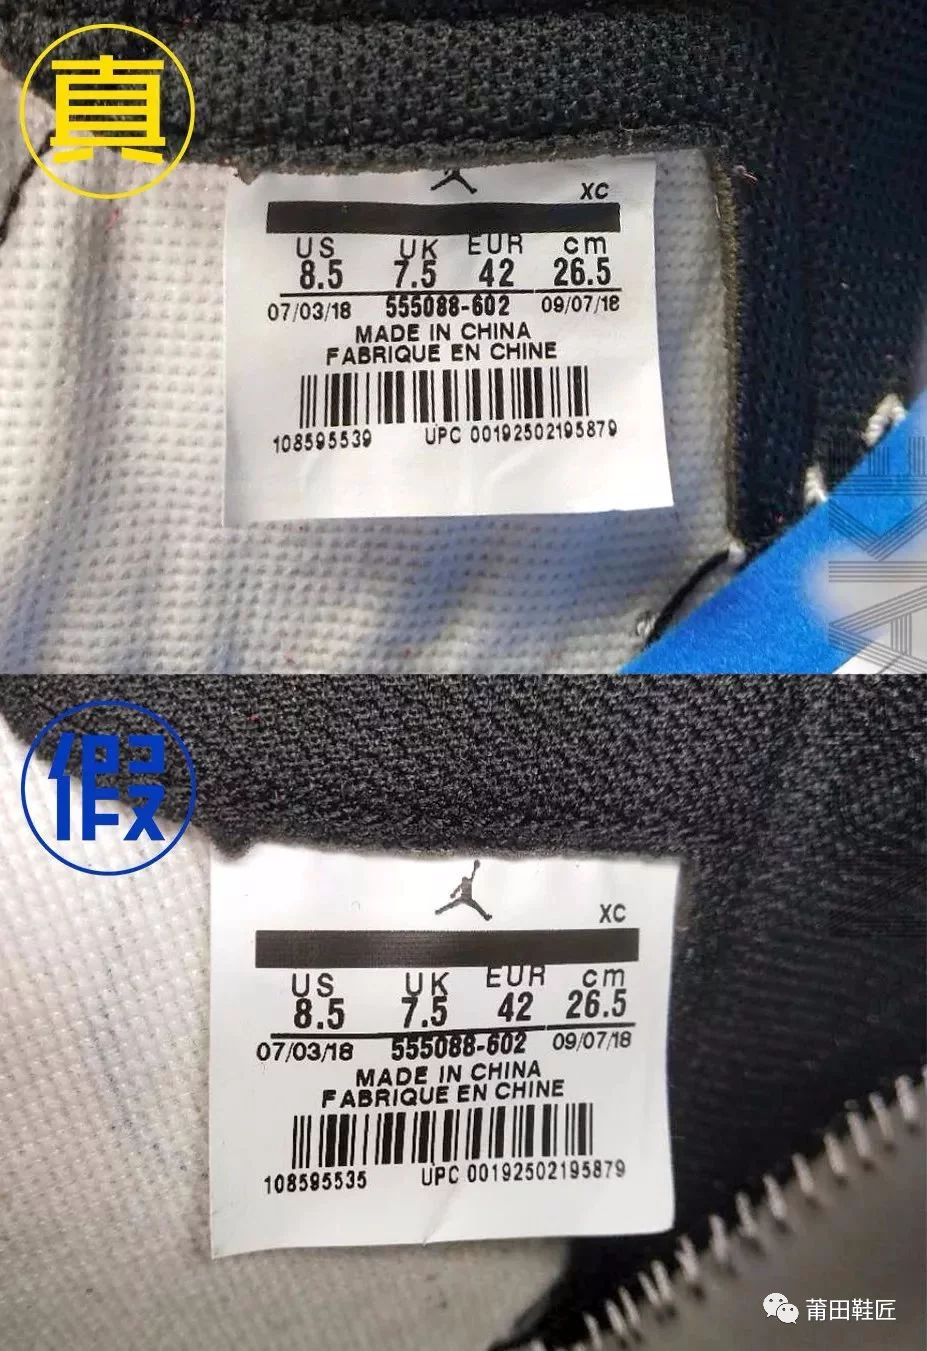 真
XC
US UK EUR cm
8.5 7.5 42 26.5
07/03/18 555088-602 09/07/18
MADE IN CHINA
FABRIQUE EN CHINE
108595539 UPC 00192502195879
假
XC
US UK EUR cm
8.5 7.5 42 26.5
07/03/18 555088-602 09/07/18
MADE IN CHINA
FABRIQUE EN CHINE
108595535 UPC 00192502195879
莆田鞋匠